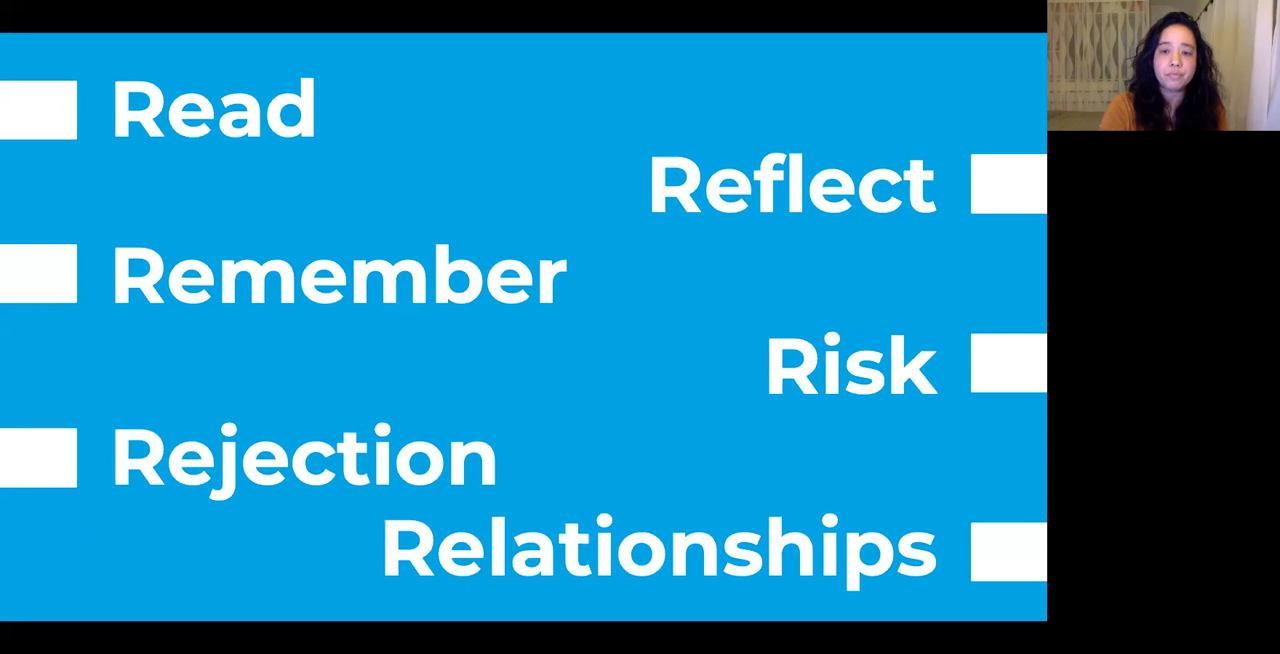 Read
Reflect
Remember
Risk
Rejection
Relationships